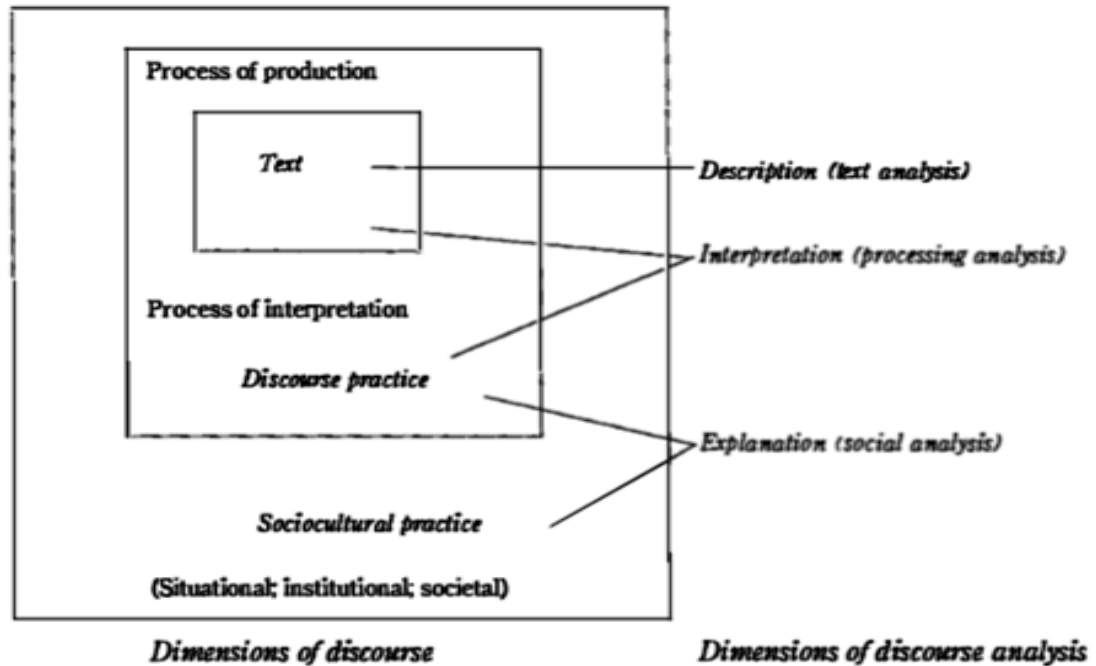 Process of production
Text
Description (text analysis)
Interpretation (processing analysis)
Process of interpretation
Discourse practice
Explanation (social analysis)
Sociocultural practice
(Situational; institutional; societal)
Dimensions of discourse
Dimensions of discourse analysis